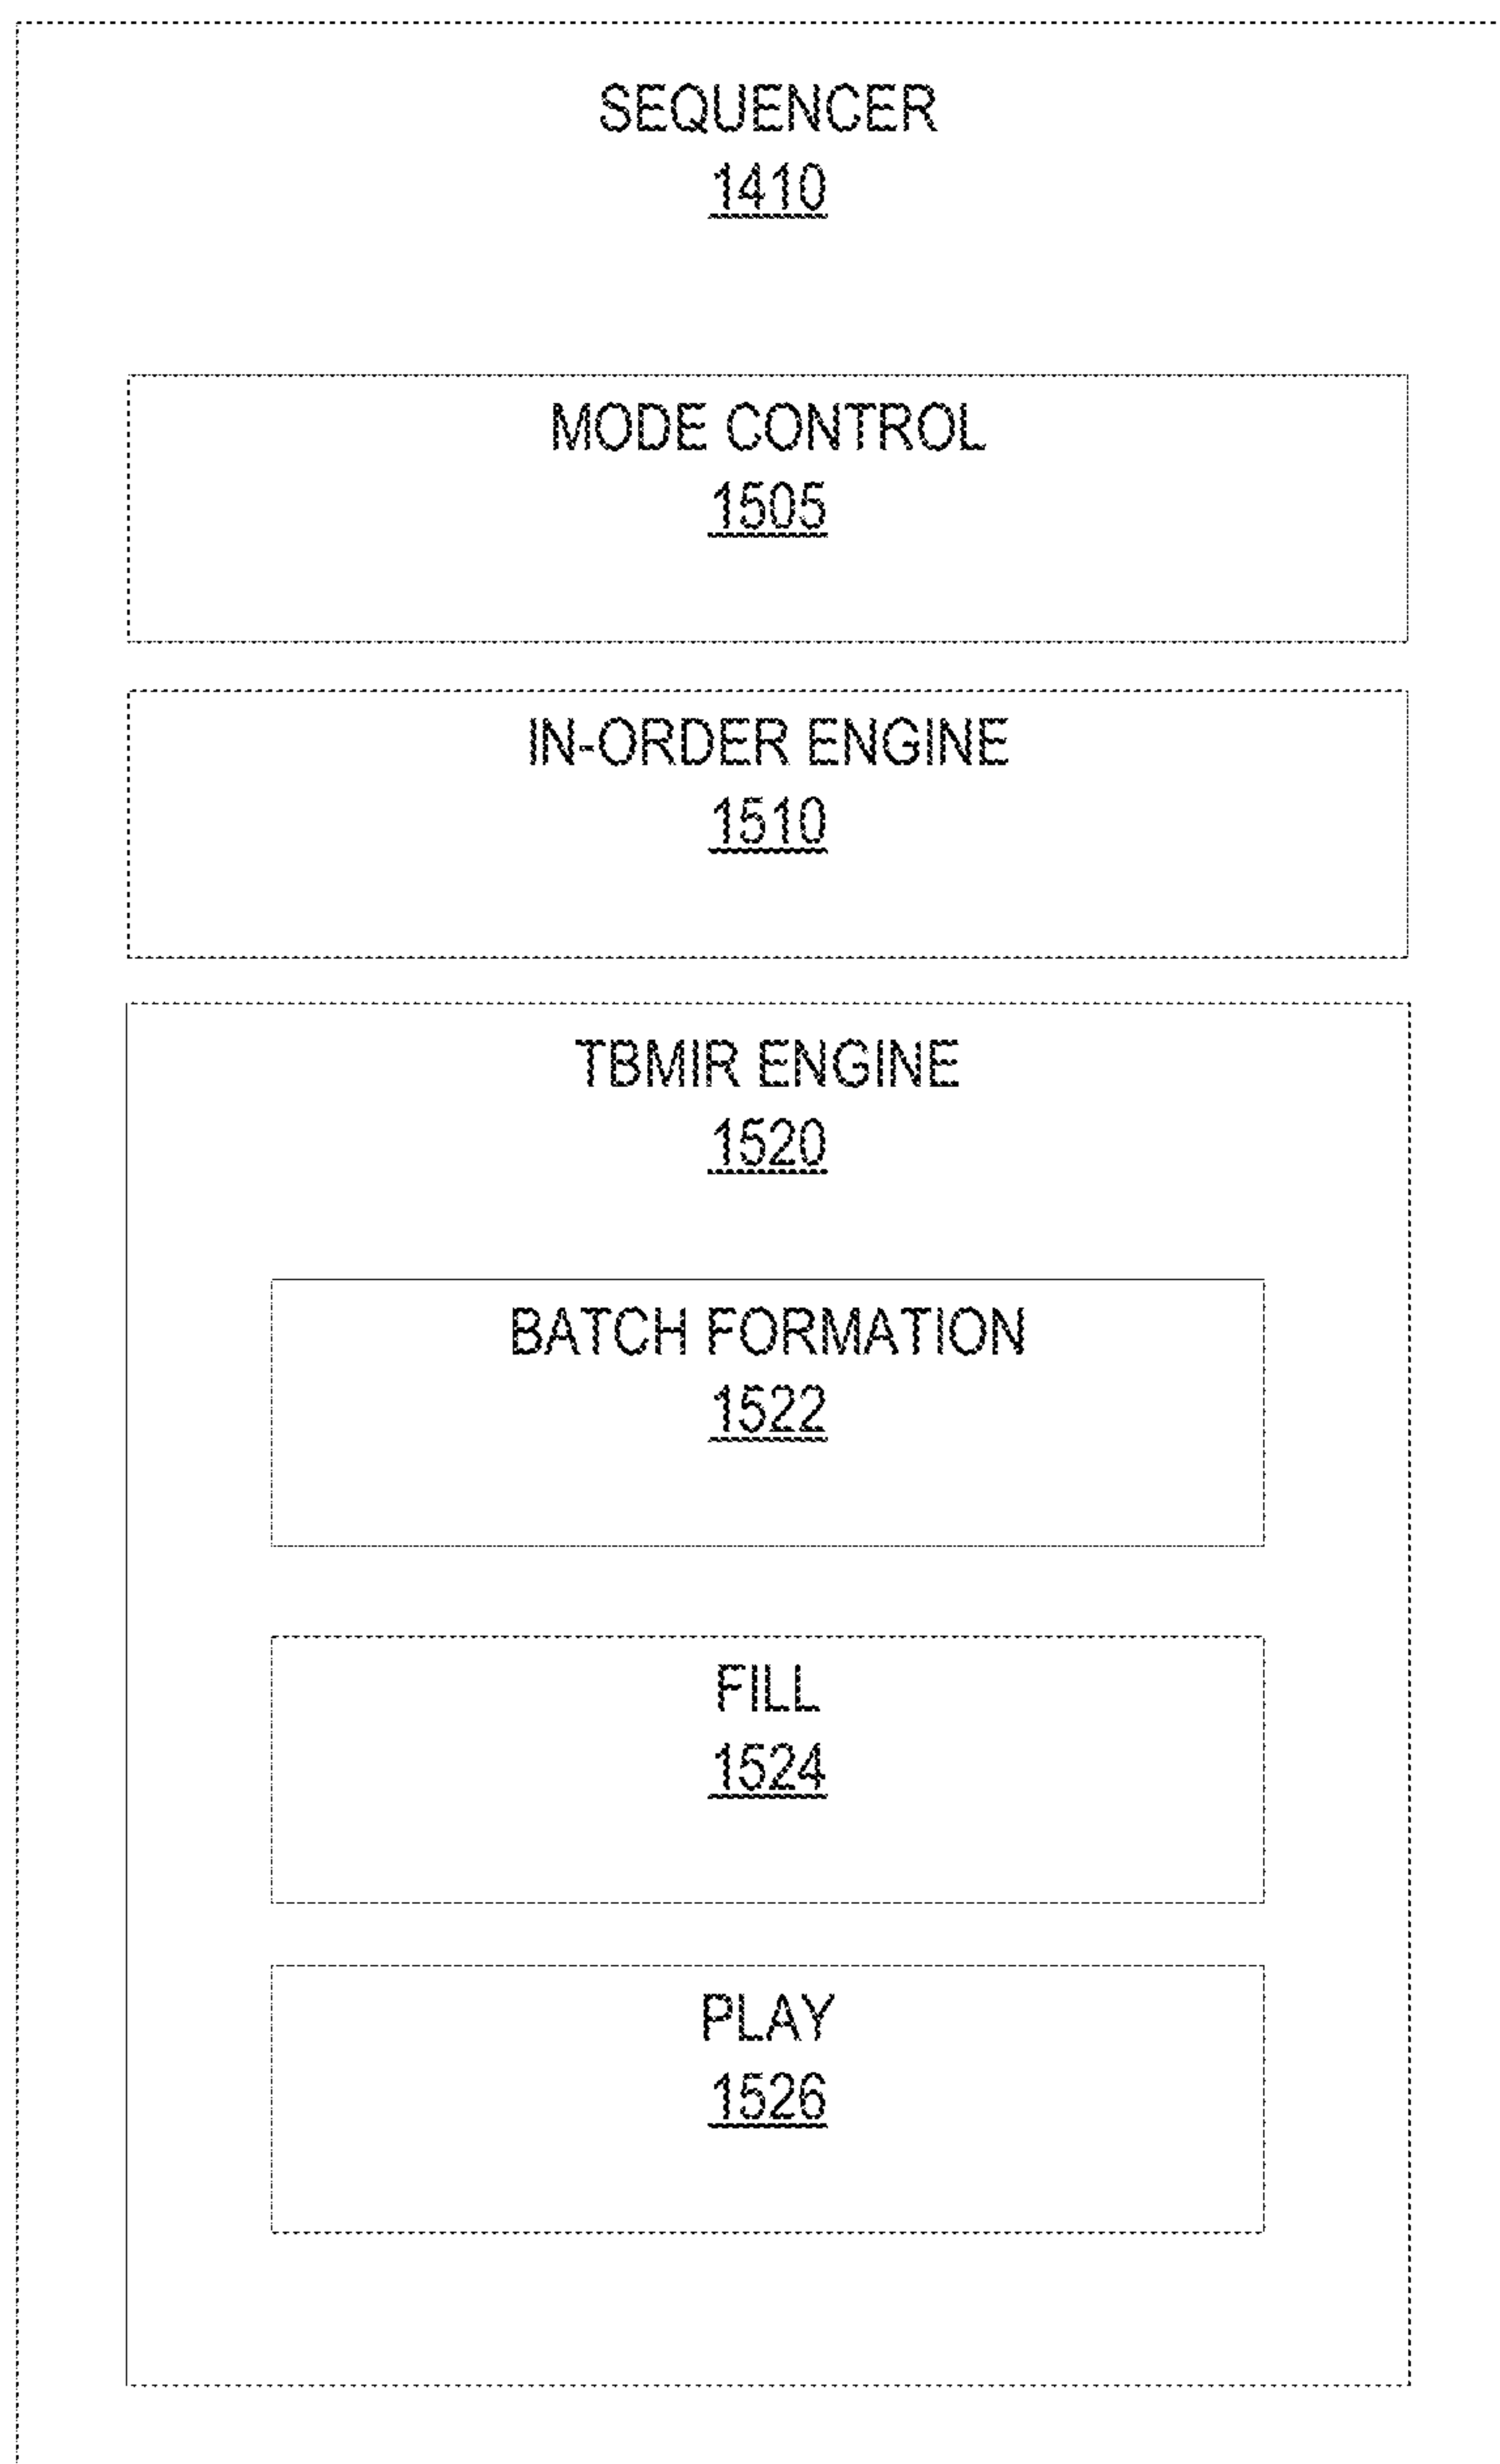 SEQUENCER
1410
MODE CONTROL
1505
IN-ORDER ENGINE
1510
TBMIR ENGINE
1520
BATCH FORMATION
1522
FILL
1524
PLAY
1526